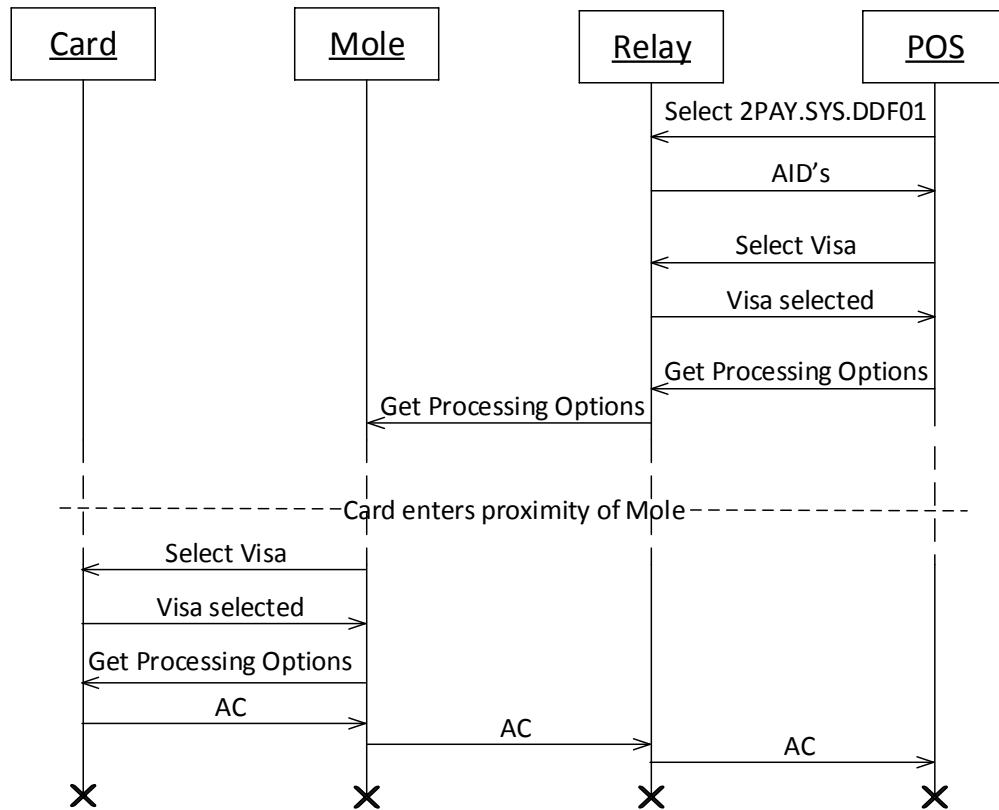 Card
Mole
Relay
POS
Select 2PAY.SYS.DDF01
AID’s
Select Visa
Visa selected
Get Processing Options
Get Processing Options
Card enters proximity of Mole
Select Visa
Visa selected
Get Processing Options
AC
AC
AC